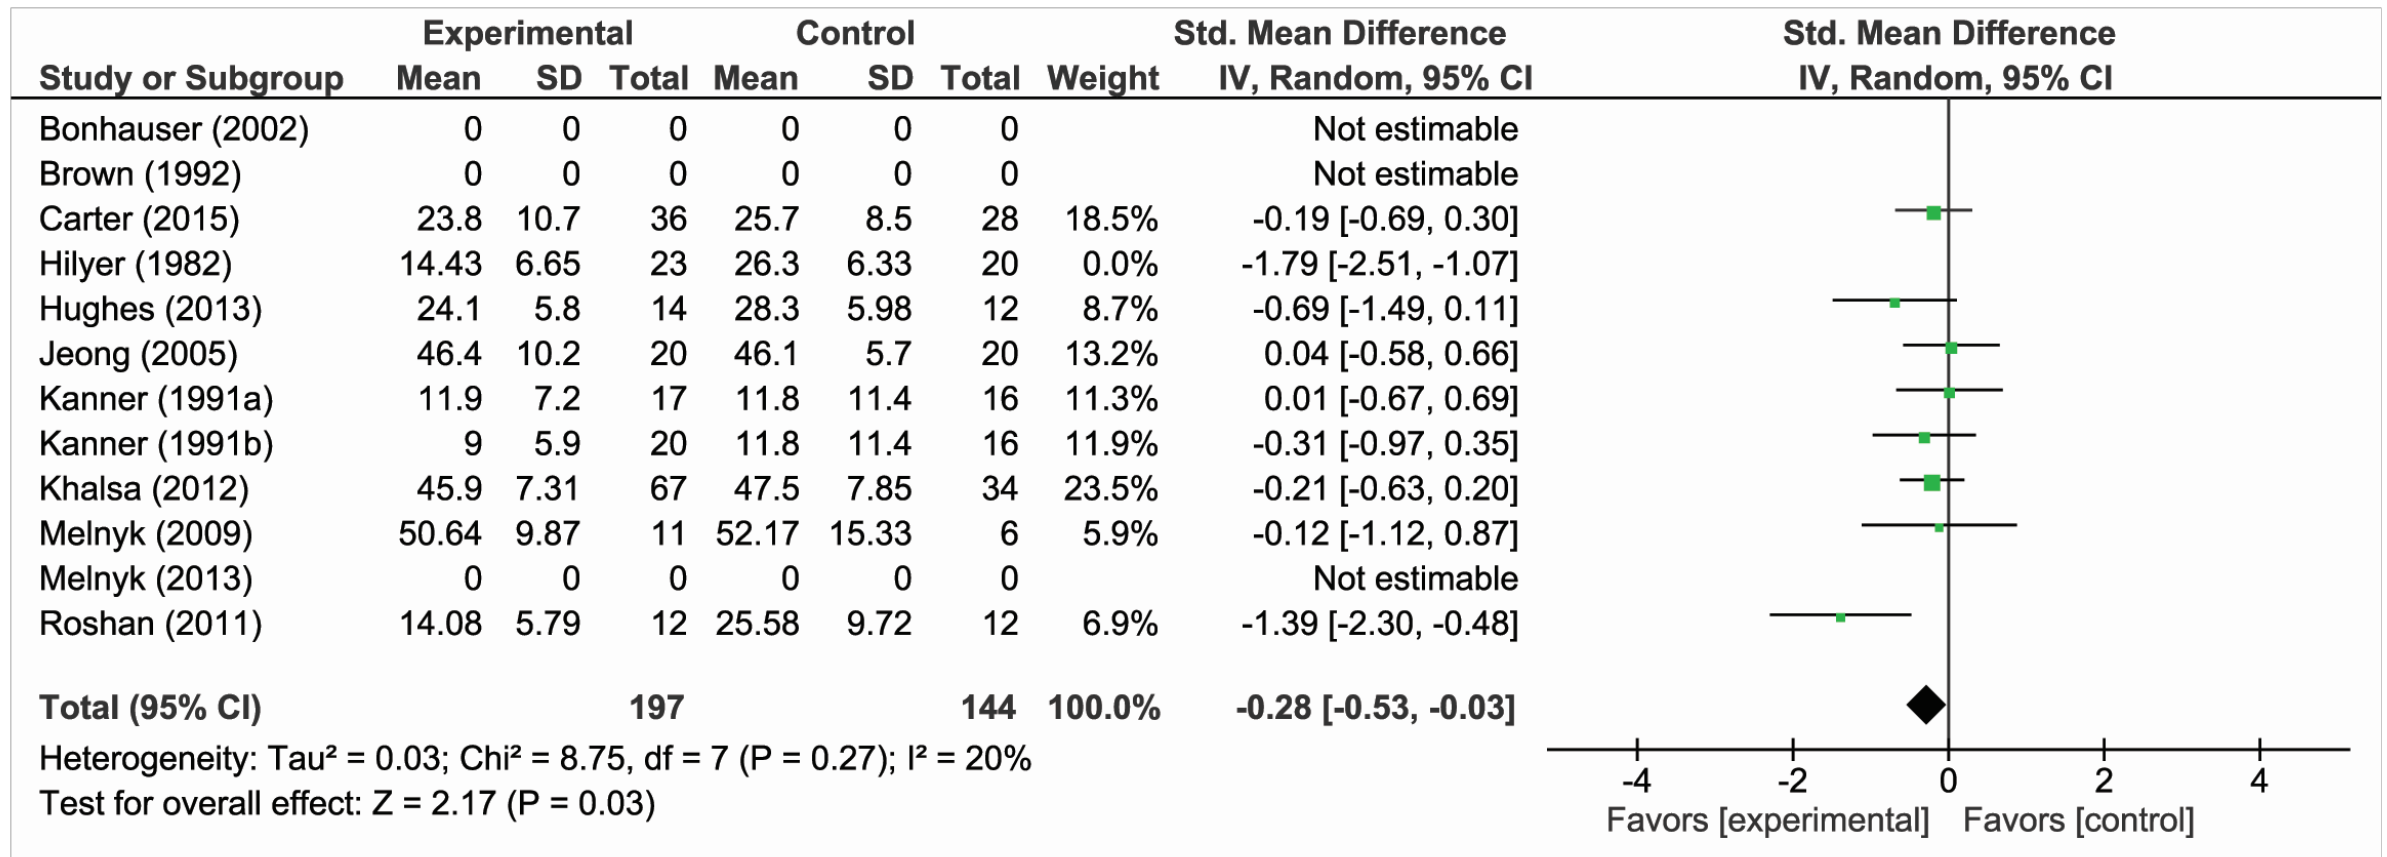 Experimental Control Std. Mean Difference Std. Mean Difference
Study or Subgroup Mean SD Total Mean SD Total Weight IV, Random, 95% CI IV, Random, 95% CI
Bonhauser (2002) 0 0 0 0 0 0 Not estimable
Brown (1992) 0 0 0 0 0 0 Not estimable
Carter (2015) 23.8 10.7 36 25.7 8.5 28 18.5% -0.19 [-0.69, 0.30]
Hilyer (1982) 14.43 6.65 23 26.3 6.33 20 0.0% -1.79 [-2.51, -1.07]
Hughes (2013) 24.1 5.8 14 28.3 5.98 12 8.7% -0.69 [-1.49, 0.11]
Jeong (2005) 46.4 10.2 20 46.1 5.7 20 13.2% 0.04 [-0.58, 0.66]
Kanner (1991a) 11.9 7.2 17 11.8 11.4 16 11.3% 0.01 [-0.67, 0.69]
Kanner (1991b) 9 5.9 20 11.8 11.4 16 11.9% -0.31 [-0.97, 0.35]
Khalsa (2012) 45.9 7.31 67 47.5 7.85 34 23.5% -0.21 [-0.63, 0.20]
Melnyk (2009) 50.64 9.87 11 52.17 15.33 6 5.9% -0.12 [-1.12, 0.87]
Melnyk (2013) 0 0 0 0 0 0 Not estimable
Roshan (2011) 14.08 5.79 12 25.58 9.72 12 6.9% -1.39 [-2.30, -0.48]
Total (95% CI) 197 144 100.0% -0.28 [-0.53, -0.03]
Heterogeneity: Tau² = 0.03; Chi² = 8.75, df = 7 (P = 0.27); I² = 20%
Test for overall effect: Z = 2.17 (P = 0.03)
-4 -2 0 2 4
Favors [experimental] Favors [control]